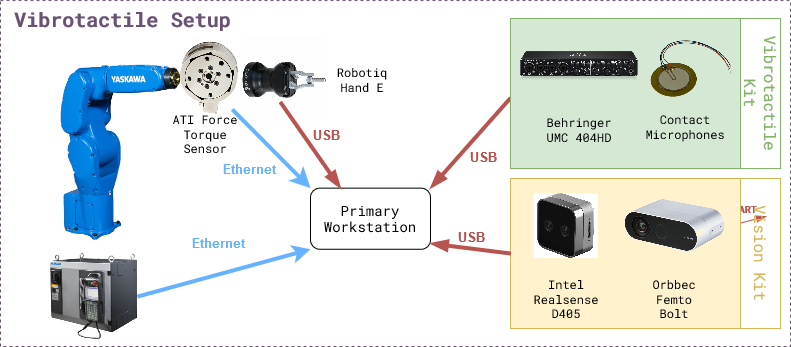 Vibrotactile Setup
YASKAWA
ATI Force
Torque
Sensor
Robotiq
Hand E
USB
Ethernet
Ethernet
Primary
Workstation
USB
USB
Behringer
UMC 404HD
Contact
Microphones
Vibrotactile
Kit
Intel
Realsense
D405
Orbbec
Femto
Bolt
Vision Kit